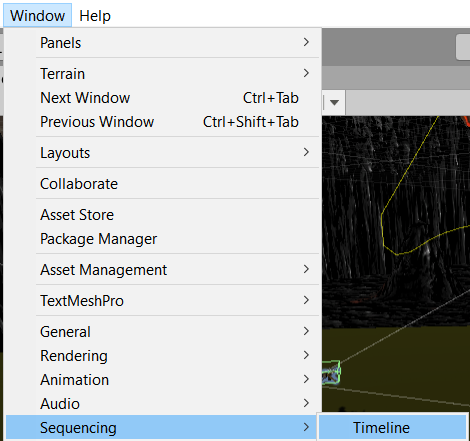 Window Help
Panels
Terrain
Next Window Ctrl+Tab
Previous Window Ctrl+Shift+Tab
Layouts
Collaborate
Asset Store
Package Manager
Asset Management
TextMeshPro
General
Rendering
Animation
Audio
Sequencing Timeline